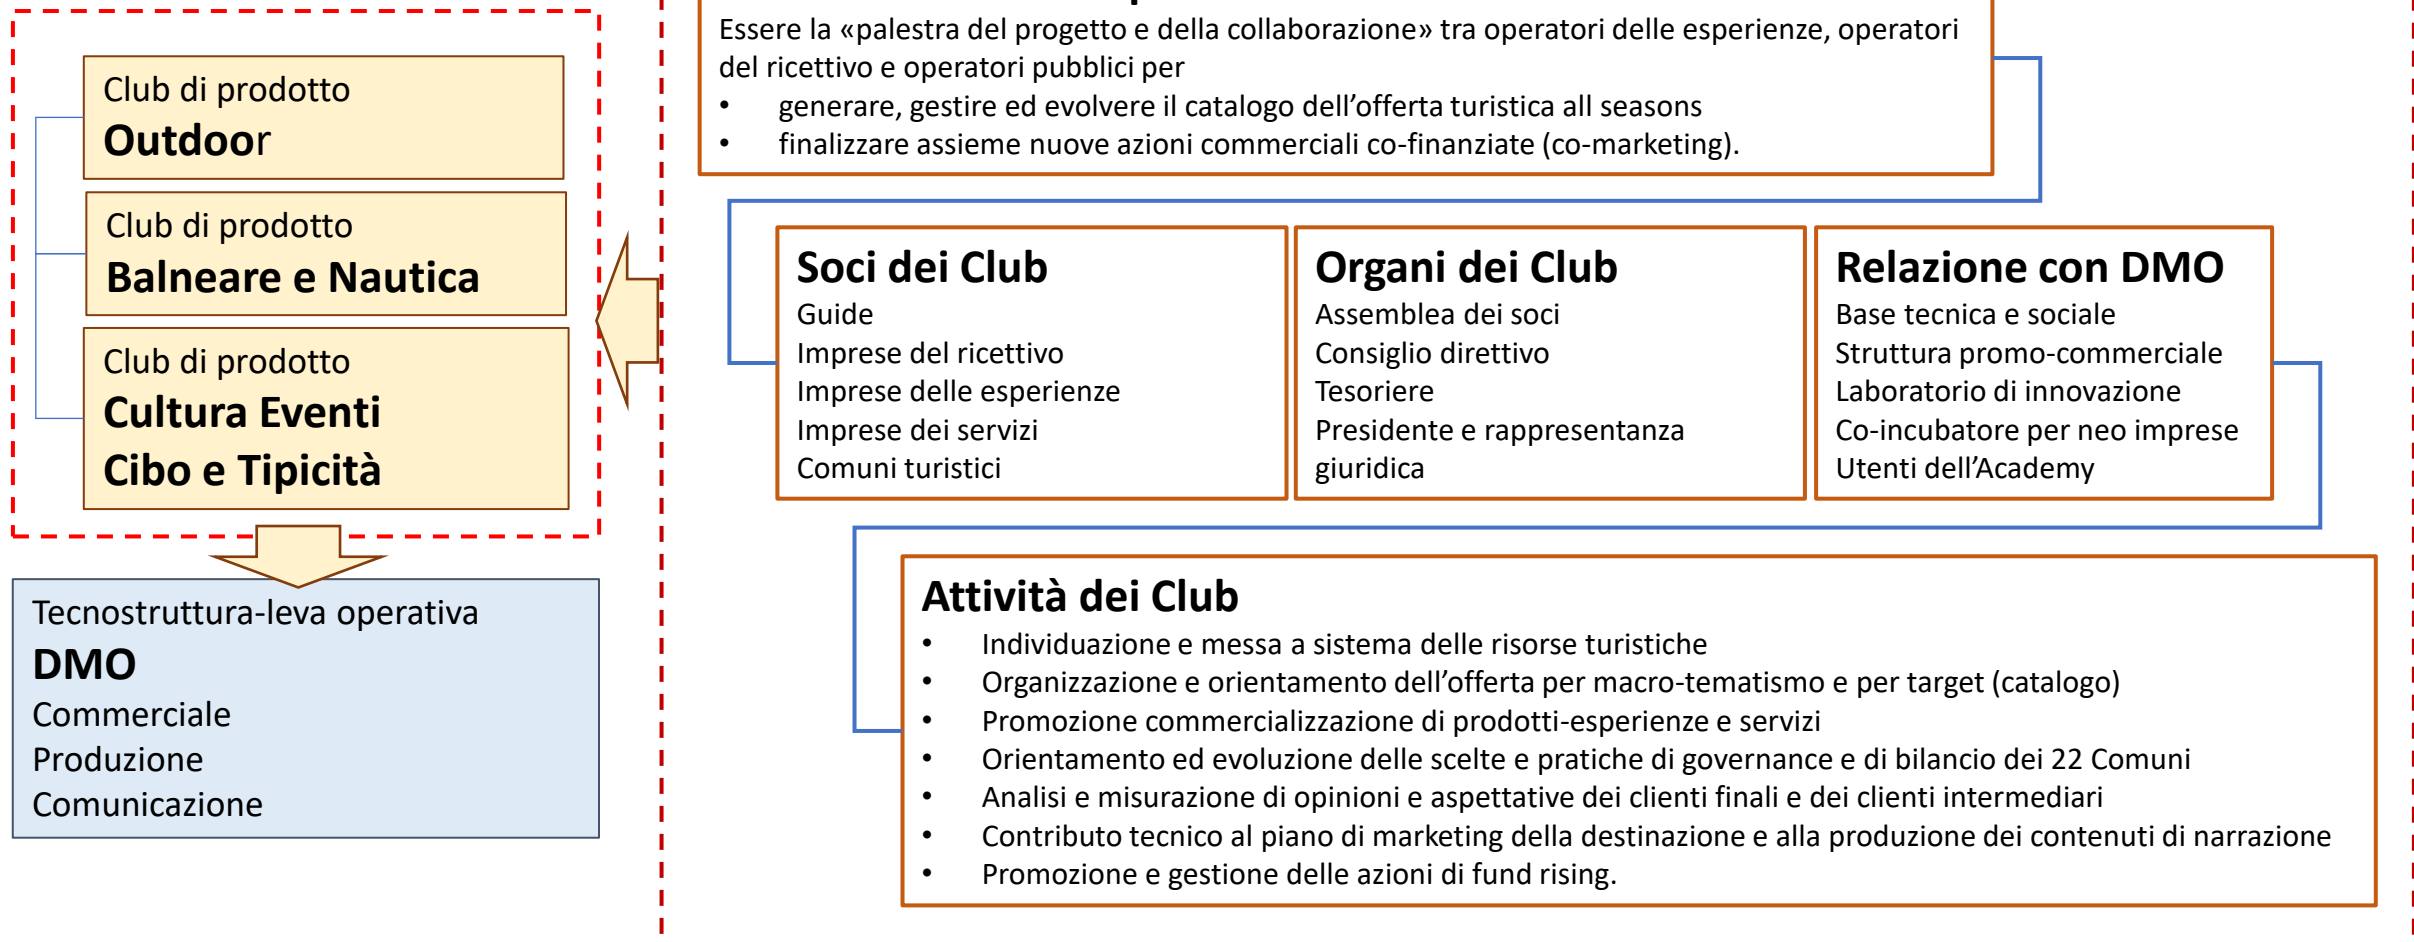 Club di prodotto
Outdoor
Club di prodotto
Balneare e Nautica
Club di prodotto
Cultura Eventi
Cibo e Tipicità
Tecnostruttura-leva operativa
DMO
Commerciale
Produzione
Comunicazione
Essere la «palestra del progetto e della collaborazione» tra operatori delle esperienze, operatori
del ricettivo e operatori pubblici per
• generare, gestire ed evolvere il catalogo dell’offerta turistica all seasons
• finalizzare assieme nuove azioni commerciali co-finanziate (co-marketing).
Soci dei Club
Guide
Imprese del ricettivo
Imprese delle esperienze
Imprese dei servizi
Comuni turistici
Organi dei Club
Assemblea dei soci
Consiglio direttivo
Tesoriere
Presidente e rappresentanza
giuridica
Relazione con DMO
Base tecnica e sociale
Struttura promo-commerciale
Laboratorio di innovazione
Co-incubatore per neo imprese
Utenti dell’Academy
Attività dei Club
• Individuazione e messa a sistema delle risorse turistiche
• Organizzazione e orientamento dell’offerta per macro-tematismo e per target (catalogo)
• Promozione commercializzazione di prodotti-esperienze e servizi
• Orientamento ed evoluzione delle scelte e pratiche di governance e di bilancio dei 22 Comuni
• Analisi e misurazione di opinioni e aspettative dei clienti finali e dei clienti intermediari
• Contributo tecnico al piano di marketing della destinazione e alla produzione dei contenuti di narrazione
• Promozione e gestione delle azioni di fund rising.